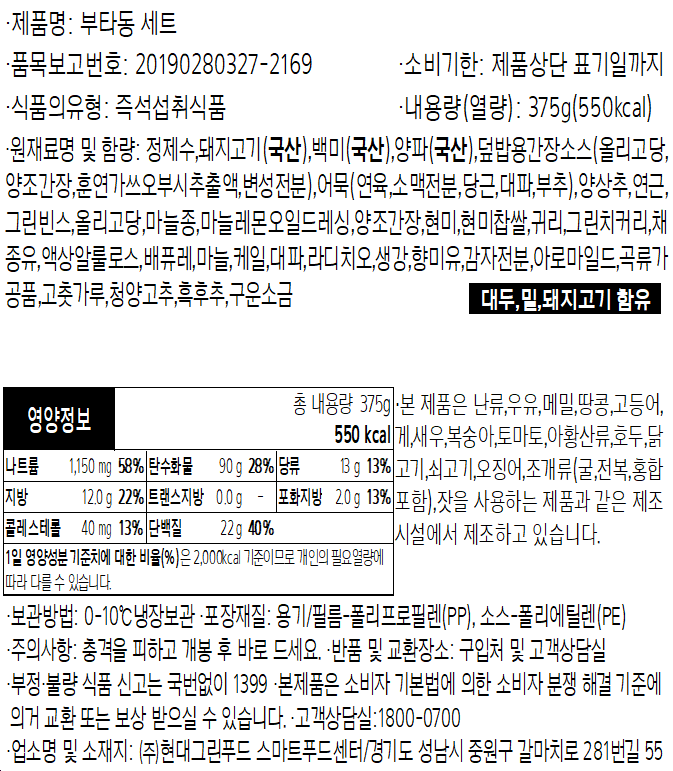 ·제품명: 부타동 세트
·품목보고번호: 20190280327-2169 ·소비기한: 제품상단 표기일까지
·식품의유형: 즉석섭취식품 ·내용량(열량): 375g(550kcal)
·원재료명 및 함량: 정제수,돼지고기(국산),백미(국산),양파(국산),덮밥용간장소스(올리고당,
양조간장,훈연가쓰오부시추출액,변성전분),어묵(연육,소맥전분,당근,대파,부추),양상추,연근,
그린빈스,올리고당,마늘종,마늘레몬오일드레싱,양조간장,현미,현미찹쌀,귀리,그린치커리,채
종유,액상알룰로스,배퓨레,마늘,케일,대파,라디치오,생강,향미유,감자전분,아로마일드,곡류가
공품,고춧가루,청양고추,흑후추,구운소금
대두,밀,돼지고기 함유
영양정보
총 내용량 375g
550 kcal
나트륨 1,150 mg 58% 탄수화물 90 g 28% 당류 13 g 13%
지방 12.0 g 22% 트랜스지방 0.0 g - 포화지방 2.0 g 13%
콜레스테롤 40 mg 13% 단백질 22 g 40%
1일 영양성분 기준치에 대한 비율(%)은 2,000kcal 기준이므로 개인의 필요열량에
따라 다를 수 있습니다.
·본 제품은 난류,우유,메밀,땅콩,고등어,
게,새우,복숭아,토마토,아황산류,호두,닭
고기,쇠고기,오징어,조개류(굴,전복,홍합
포함),잣을 사용하는 제품과 같은 제조
시설에서 제조하고 있습니다.
·보관방법: 0-10℃냉장보관 ·포장재질: 용기/필름-폴리프로필렌(PP), 소스-폴리에틸렌(PE)
·주의사항: 충격을 피하고 개봉 후 바로 드세요. ·반품 및 교환장소: 구입처 및 고객상담실
·부정·불량 식품 신고는 국번없이 1399 ·본제품은 소비자 기본법에 의한 소비자 분쟁 해결 기준에
의거 교환 또는 보상 받으실 수 있습니다. ·고객상담실:1800-0700
·업소명 및 소재지: (주)현대그린푸드 스마트푸드센터/경기도 성남시 중원구 갈마치로 281번길 55